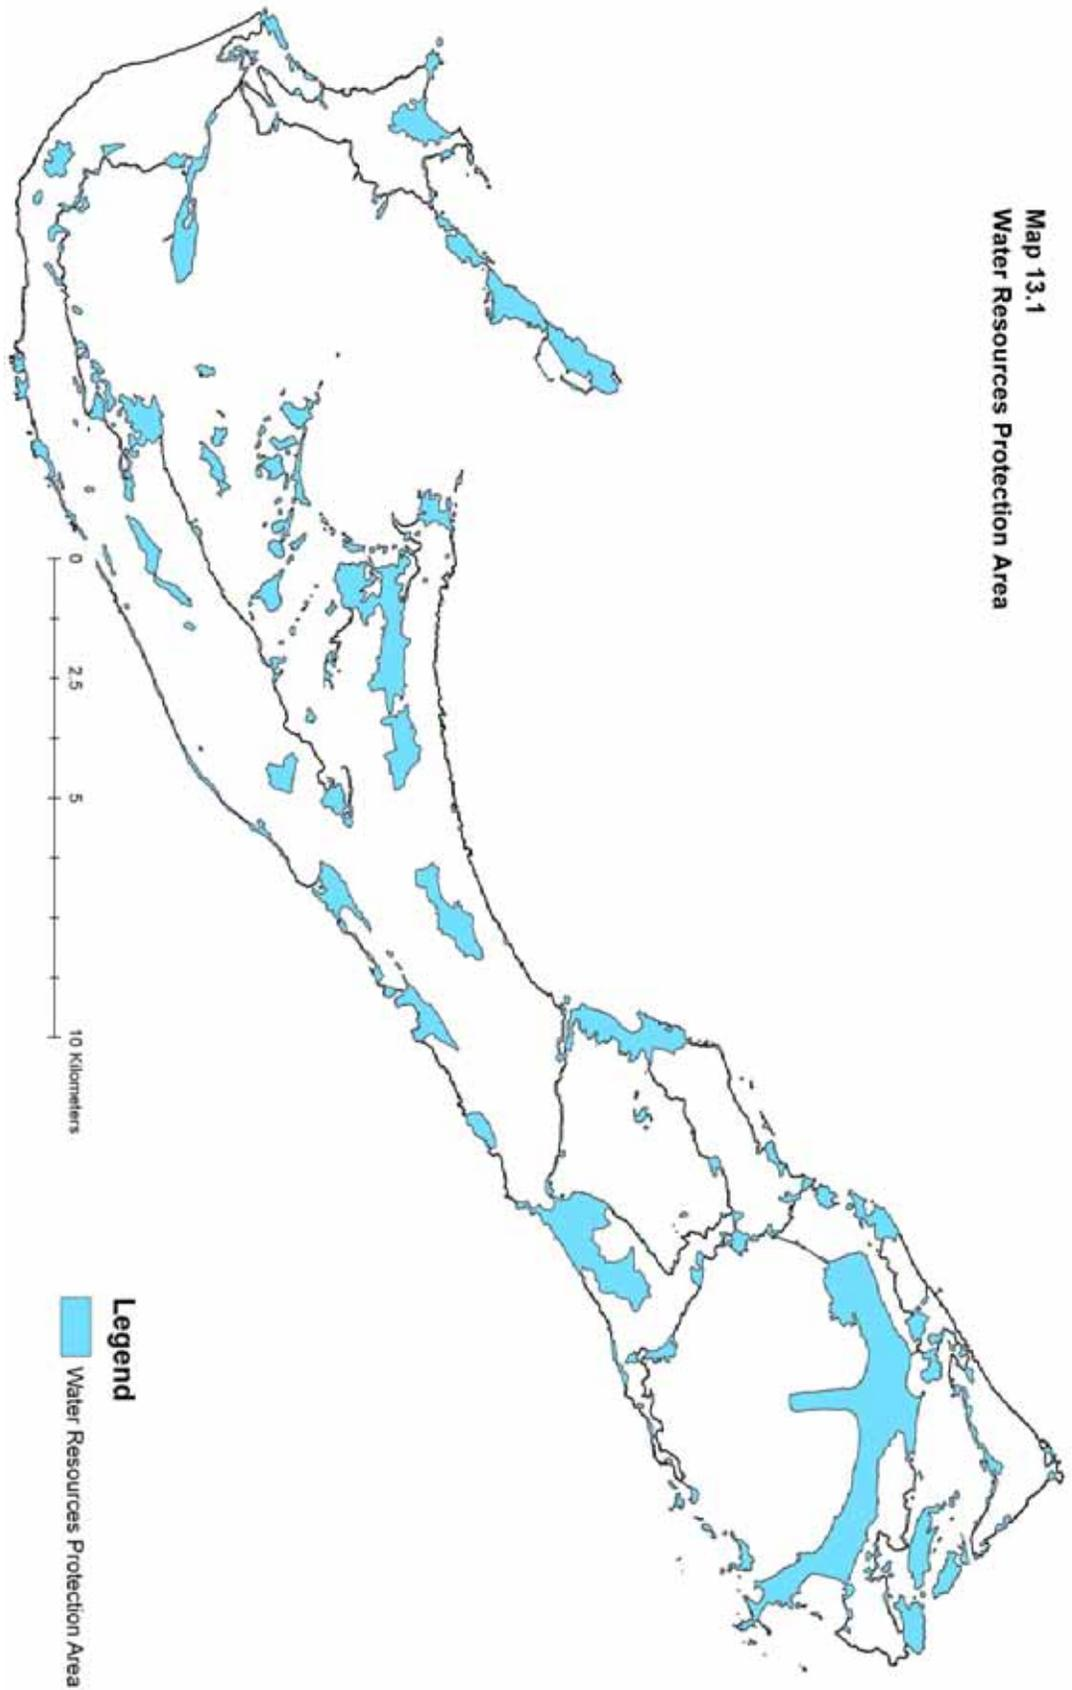 Map 13.1
Water Resources Protection Area
0 2.5 5 10 Kilometers
Legend
Water Resources Protection Area